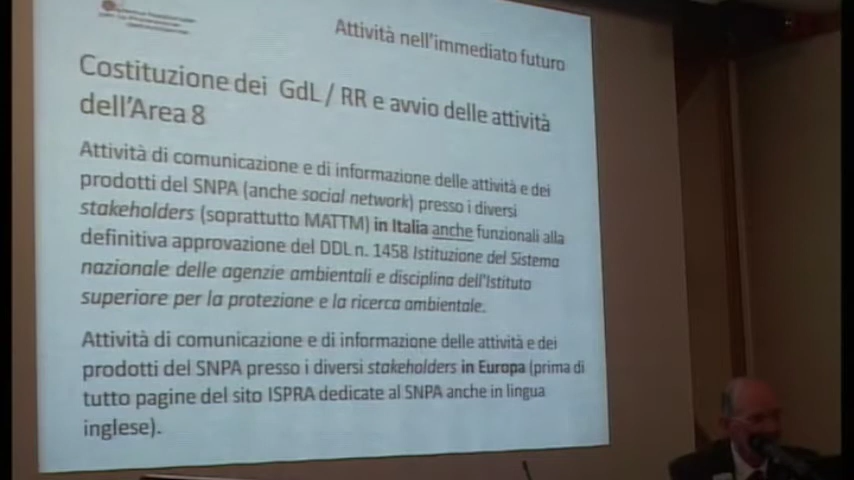 Attività nell'immediato futuro
Costituzione dei GdL / RR e avvio delle attività
dell'Area 8
Attività di comunicazione e di informazione delle attività e dei
prodotti del SNPA (anche social network) presso i diversi
stakeholders (soprattutto MATTM) in Italia anche funzionali alla
definitiva approvazione del DDL n. 1458 Istituzione del Sistema
nazionale delle agenzie ambientali e disciplina dell'Istituto
superiore per la protezione e la ricerca ambientale.
Attività di comunicazione e di informazione delle attività e dei
prodotti del SNPA presso i diversi stakeholders in Europa (prima di
tutto pagine del sito ISPRA dedicate al SNPA anche in lingua
inglese).